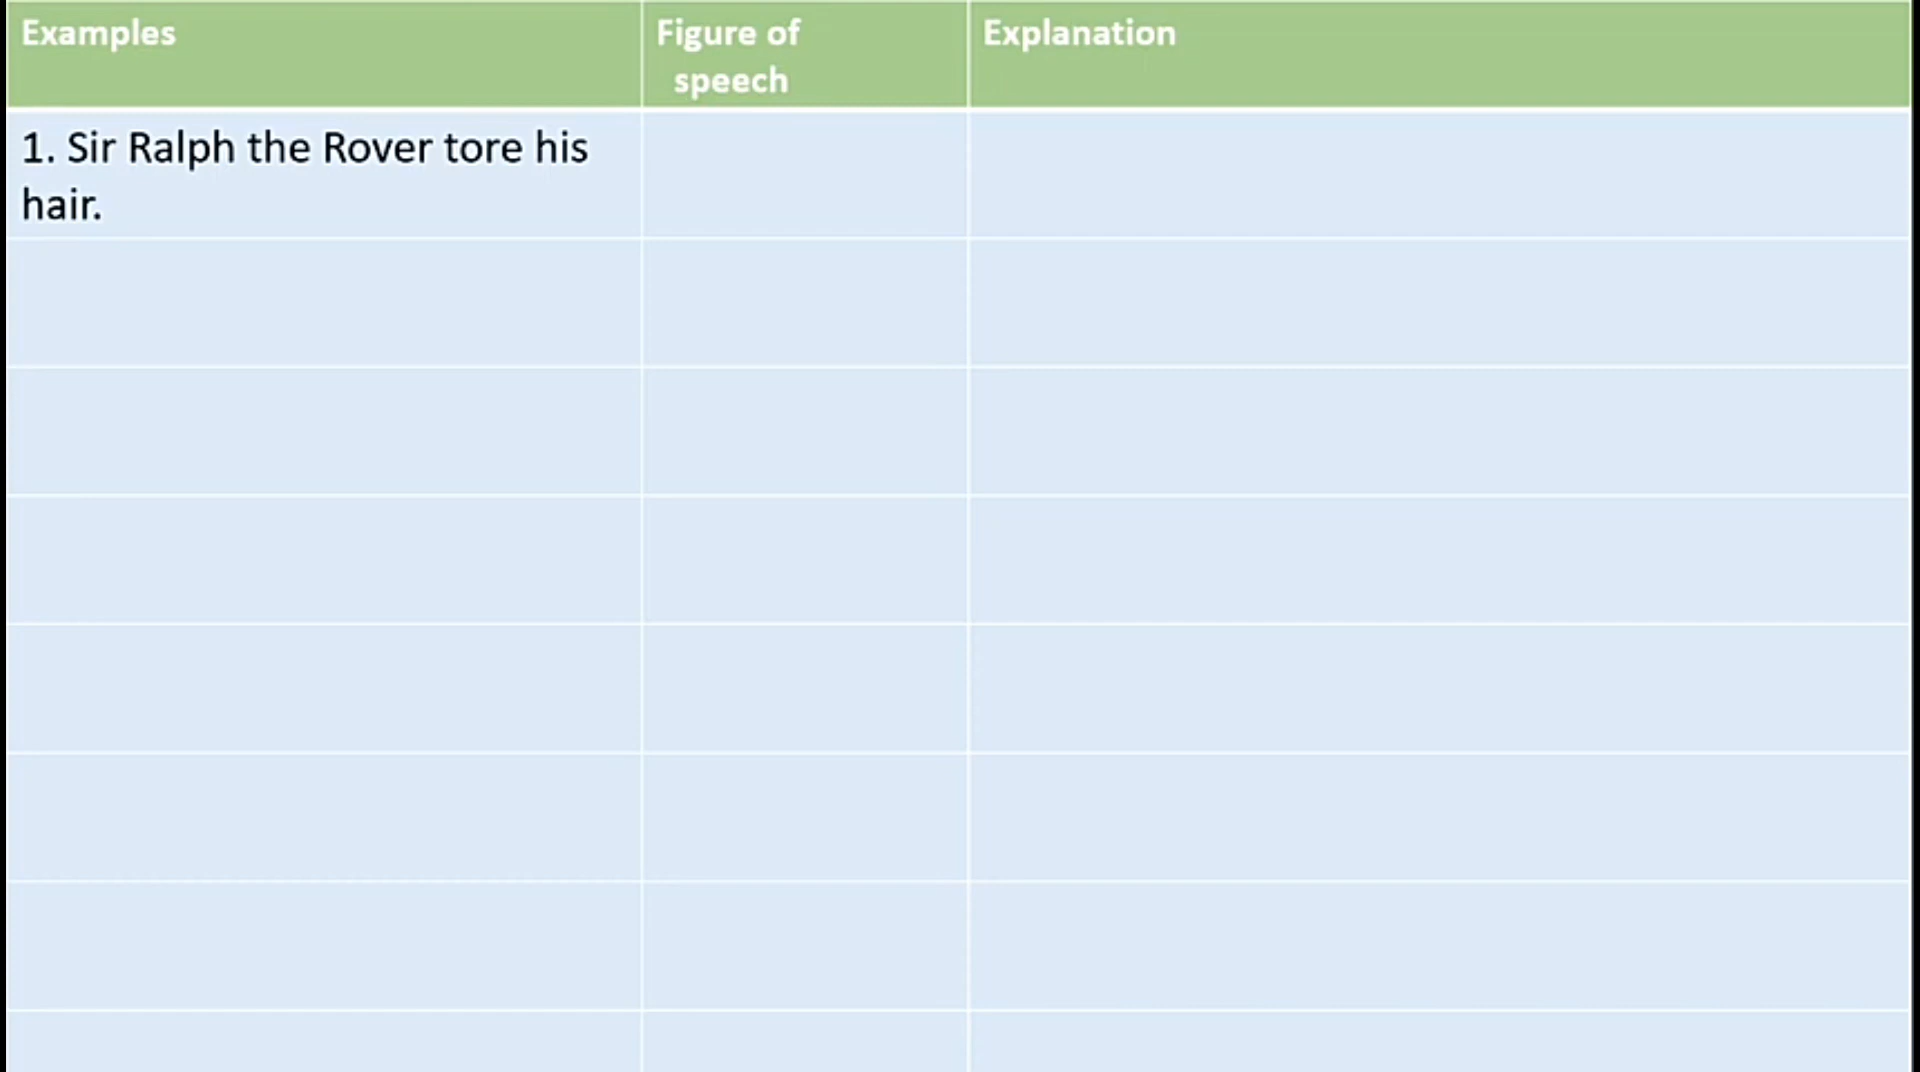 Examples
Figure of
speech
Explanation
1. Sir Ralph the Rover tore his
hair.